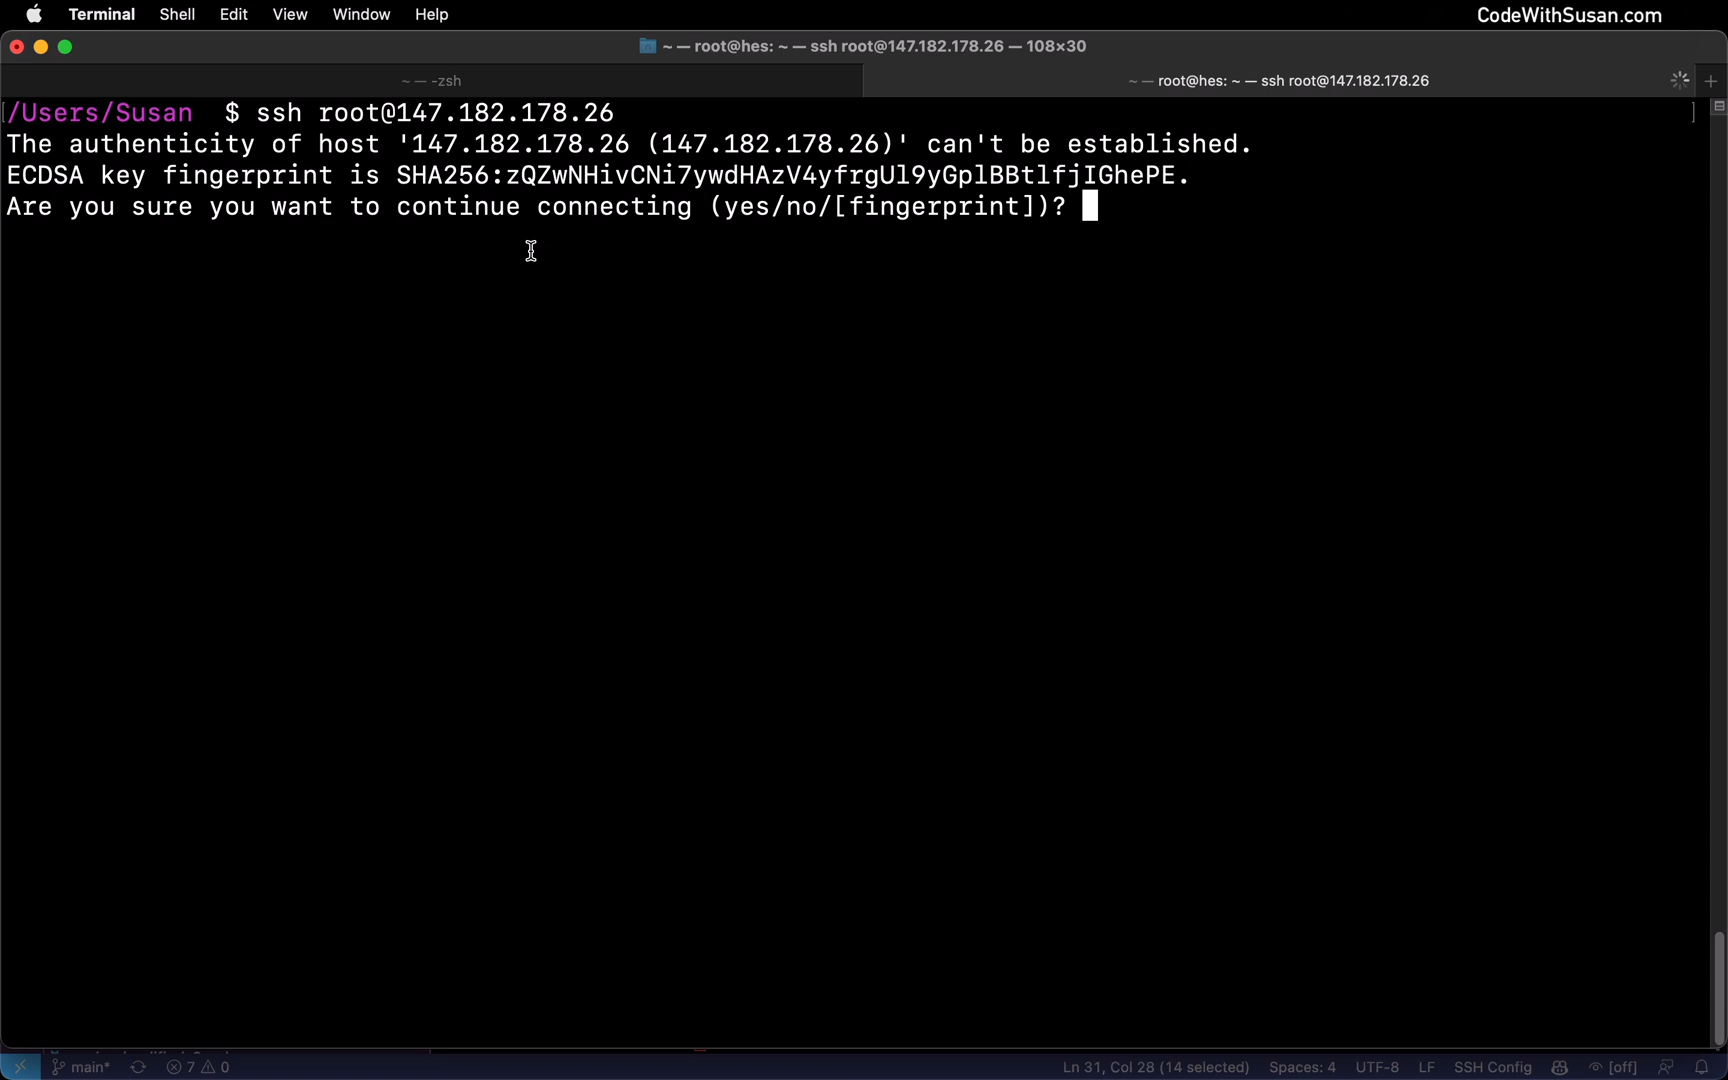 Terminal Shell Edit View Window Help CodeWithSusan.com
~ — root@hes: ~ — ssh root@147.182.178.26 — 108×30
~ — -zsh ~ — root@hes: ~ — ssh root@147.182.178.26
[/Users/Susan $ ssh root@147.182.178.26 ]
The authenticity of host '147.182.178.26 (147.182.178.26)' can't be established.
ECDSA key fingerprint is SHA256:zQZwNHivCNi7ywdHAzV4yfrgUl9yGplBBtlfjIGhePE.
Are you sure you want to continue connecting (yes/no/[fingerprint])?
main* 7 0 Ln 31, Col 28 (14 selected) Spaces: 4 UTF-8 LF SSH Config [off]